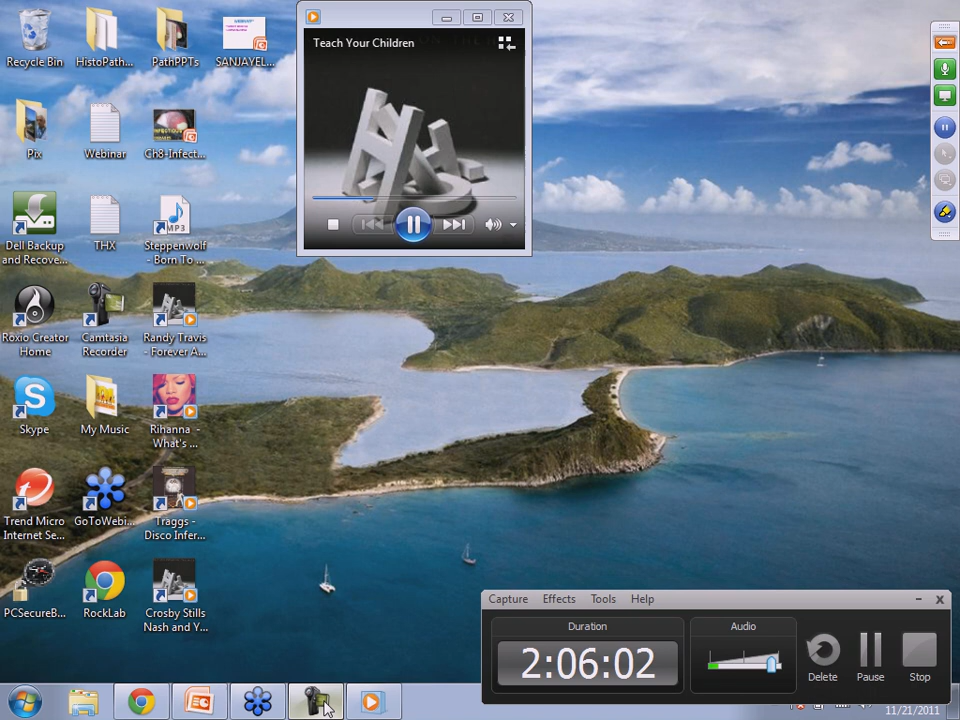 Recycle Bin
HistoPath...
PathPPTs
SANJAYEL...
Pix
Webinar
Ch8-Infect...
Dell Backup
and Recove...
THX
MP3
Steppenwolf
- Born To ...
Roxio Creator
Home
Camtasia
Recorder
Randy Travis
- Forever A...
Skype
My Music
Rihanna -
What's ...
Trend Micro
Internet Se...
GoToWebi...
Traggs -
Disco Infer...
PCSecureB...
RockLab
Crosby Stills
Nash and Y...
Teach Your Children
Capture Effects Tools Help
Duration
2:06:02
Audio
Delete
Pause
Stop
11/21/2011